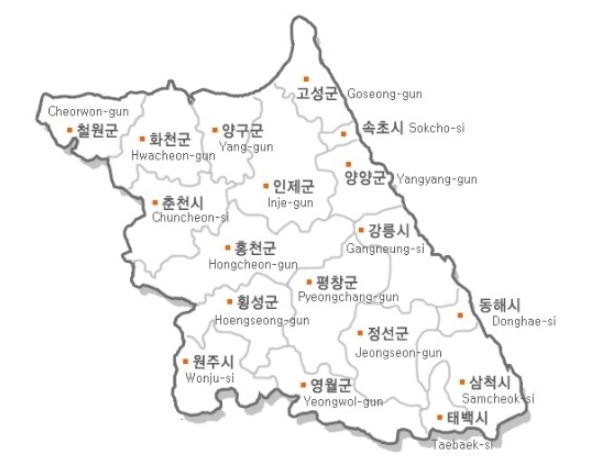 고성군 Goseong-gun
Cheorwon-gun
철원군
화천군
Hwacheon-gun
양구군
Yang-gun
속초시 Sokcho-si
양양군 Yangyang-gun
인제군
Inje-gun
춘천시
Chuncheon-si
강릉시
Gangneung-si
홍천군
Hongcheon-gun
평창군
Pyeongchang-gun
횡성군
Hoengseong-gun
동해시
Donghae-si
정선군
Jeongseon-gun
원주시
Wonju-si
영월군
Yeongwol-gun
삼척시
Samcheok-si
태백시
Taebaek-si